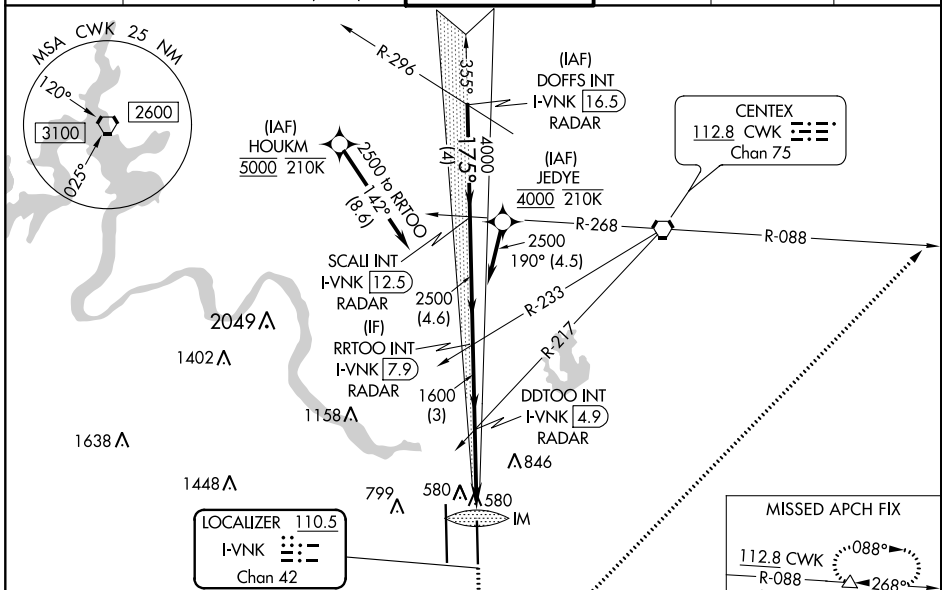 MSA CWK 25 NM
120°
2600
3100
025°
R-296
355°
(IAF)
DOFFS INT
I-VNK 16.5
RADAR
CENTEX
112.8 CWK
Chan 75
(IAF)
HOUKM
5000 210K
2500 to RRTOO
142°
(8.6)
4000
175°
(4)
(IAF)
JEDYE
4000 210K
R-268
R-088
2500
190° (4.5)
SCALI INT
I-VNK 12.5
RADAR
2500
(4.6)
R-233
R-217
(IF)
RRTOO INT
I-VNK 7.9
RADAR
1600
(3)
DDTOO INT
I-VNK 4.9
RADAR
2049
1402
1158
1638
1448
799
580
580
846
IM
LOCALIZER 110.5
I-VNK
Chan 42
MISSED APCH FIX
112.8 CWK
R-088
088°
268°